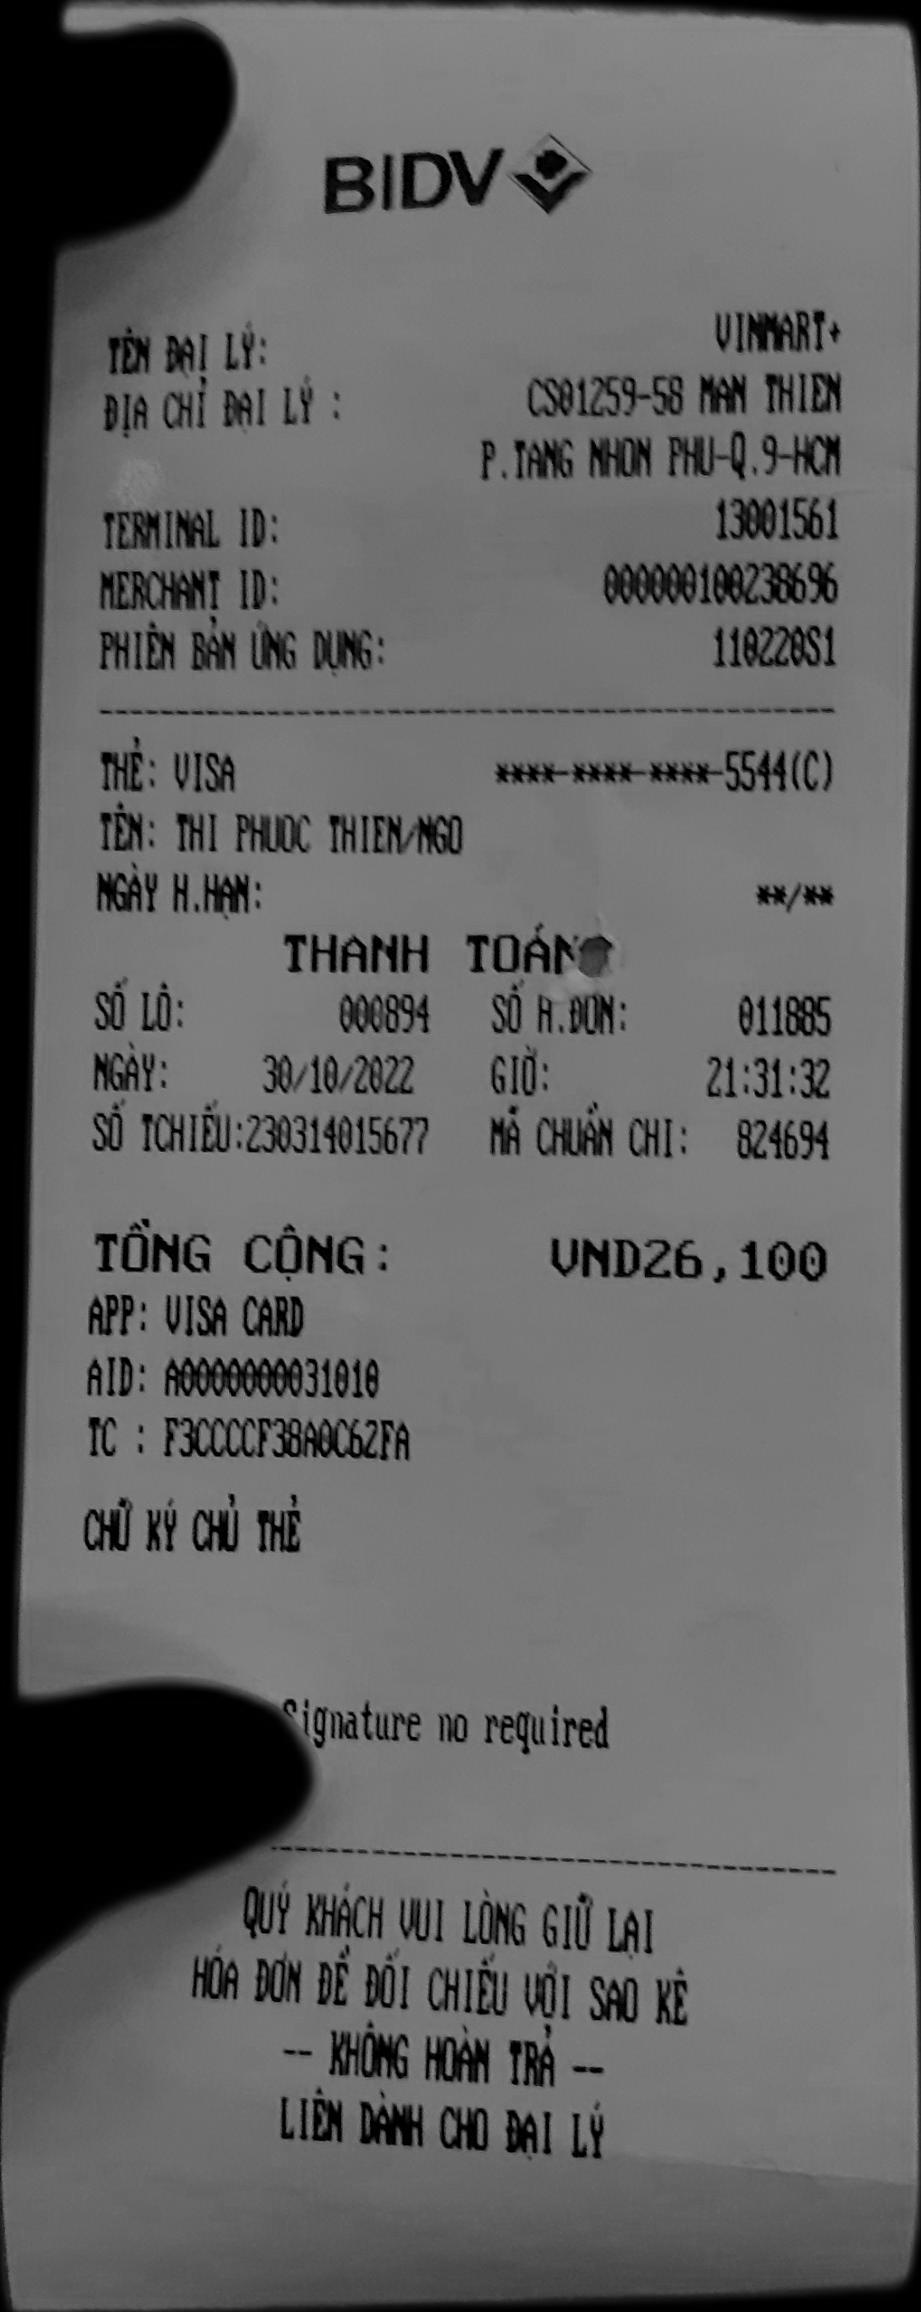 BIDV
TÊN ĐẠI LÝ: VINMART+
ĐỊA CHỈ ĐẠI LÝ : CS01259-58 MAN THIEN
P.TANG NHON PHU-Q.9-HCM
TERMINAL ID: 13001561
MERCHANT ID: 000000100238696
PHIÊN BẢN ỨNG DỤNG: 110220S1
THẺ: VISA ****-****-****-5544(C)
TÊN: THI PHUOC THIEN/NGO
NGÀY H.HẠN: **/**
THANH TOÁN
SỐ LÔ: 000894 SỐ H.ĐƠN: 011885
NGÀY: 30/10/2022 GIỜ: 21:31:32
SỐ TCHIẾU:230314015677 MÃ CHUẨN CHI: 824694
TỔNG CỘNG: VND26,100
APP: VISA CARD
AID: A0000000031010
TC : F3CCCCF38A0C62FA
CHỮ KÝ CHỦ THẺ
Signature no required
QUÝ KHÁCH VUI LÒNG GIỮ LẠI
HÓA ĐƠN ĐỂ ĐỐI CHIẾU VỚI SAO KÊ
-- KHÔNG HOÀN TRẢ --
LIÊN DÀNH CHO ĐẠI LÝ